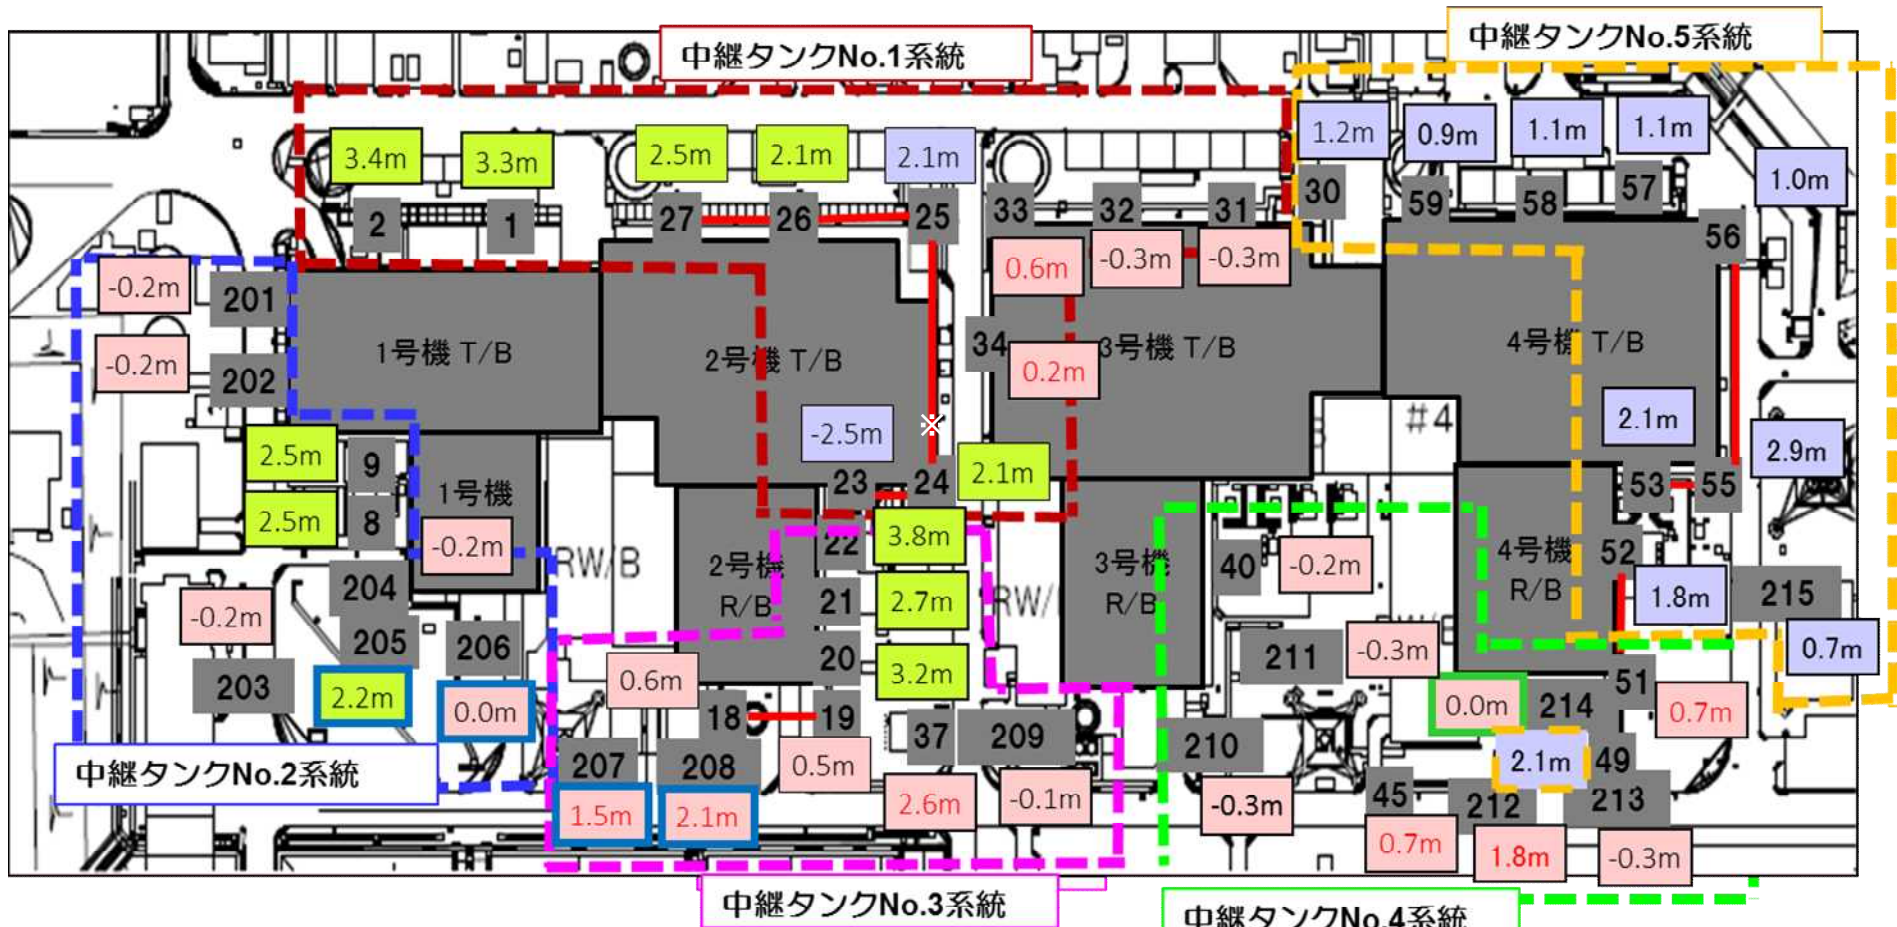 中継タンクNo.1系統
中継タンクNo.5系統
3.4m
3.3m
2.5m
2.1m
2.1m
1.2m
0.9m
1.1m
1.1m
1.0m
2
1
27
26
25
33
32
31
30
59
58
57
56
0.6m
-0.3m
-0.3m
-0.2m
201
-0.2m
202
1号機 T/B
2号機 T/B
34
3号機 T/B
0.2m
4号機 T/B
-2.5m
※
2.1m
#4
2.5m
9
2.5m
8
1号機
-0.2m
23
24
2.1m
2.9m
53
55
RW/B
2号機
R/B
22
3.8m
21
2.7m
20
3.2m
RW/
3号機
R/B
40
-0.2m
4号機
R/B
52
1.8m
215
0.7m
204
-0.2m
205
206
203
2.2m
0.0m
0.6m
18
19
37
209
210
211
-0.3m
0.0m
214
51
0.7m
中継タンクNo.2系統
207
208
0.5m
1.5m
2.1m
2.6m
-0.1m
-0.3m
2.1m
49
45
212
213
0.7m
1.8m
-0.3m
中継タンクNo.3系統
中継タンクNo.4系統